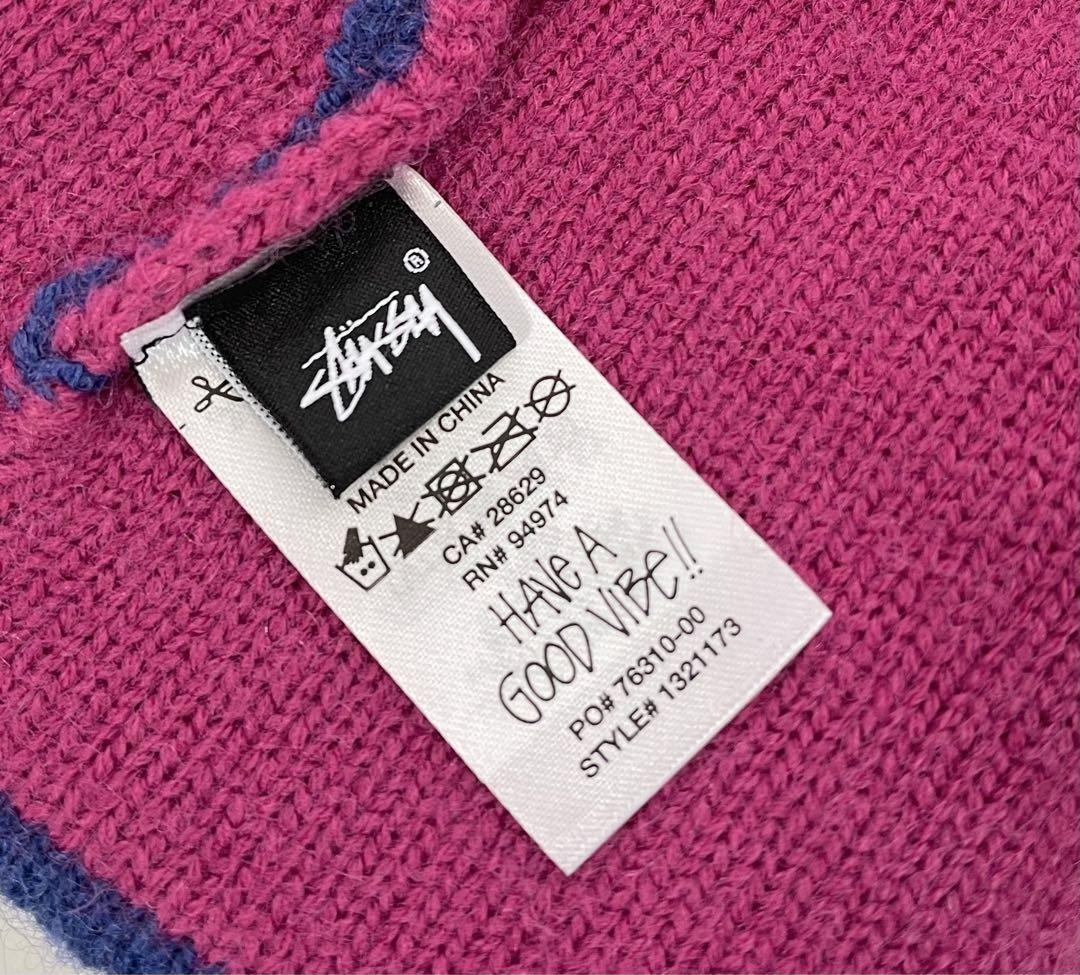 ®
STÜSSY
MADE IN CHINA
CA# 28629
RN# 94974
HAVE A
GOOD VIBE!!
PO# 76310-00
STYLE# 1321173